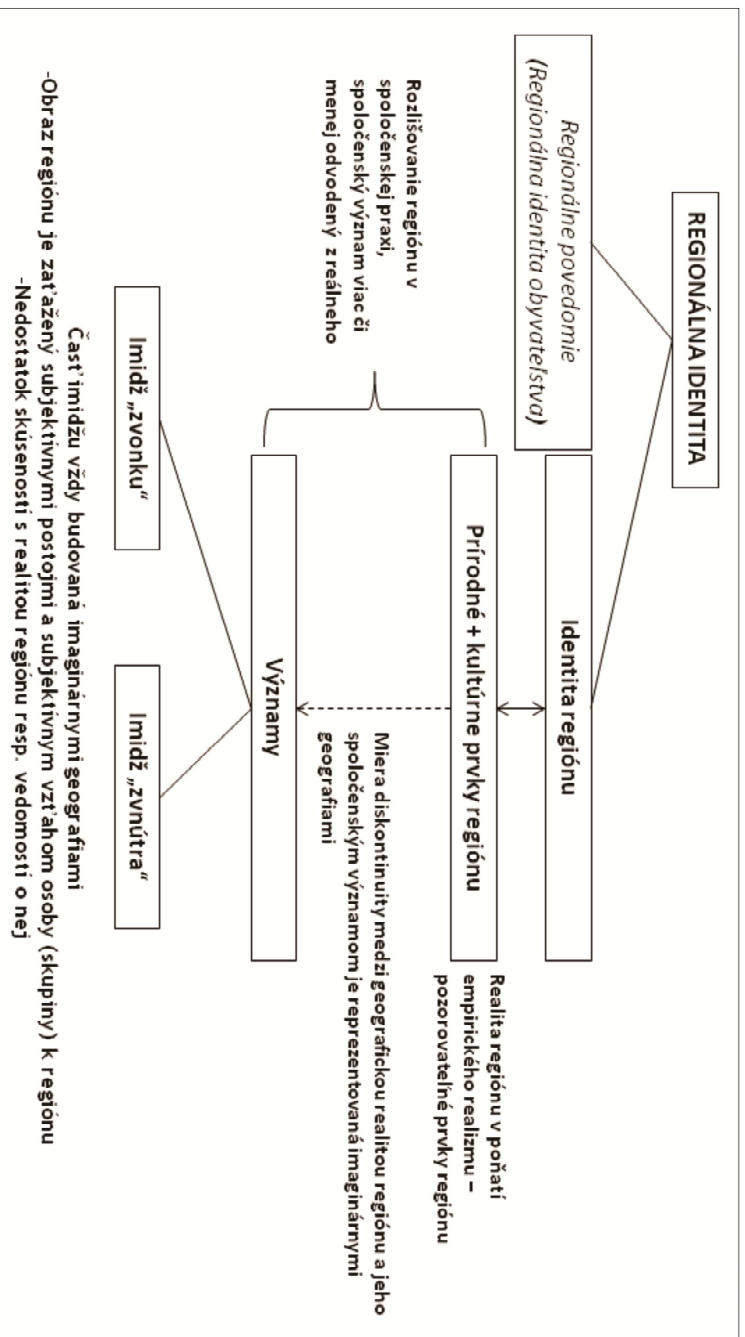 REGIONÁLNA IDENTITA
Regionálne povedomie
(Regionálna identita obyvateľstva)
Identita regiónu
Prírodné + kultúrne prvky regiónu
Realita regiónu v poňatí
empirického realizmu –
pozorovateľné prvky regiónu
Rozlišovanie regiónu v
spoločenskej praxi,
spoločenský význam viac či
menej odvodený z reálneho
Miera diskontinuity medzi geografickou realitou regiónu a jeho
spoločenským významom je reprezentovaná imaginárnymi
geografiami
Významy
Imidž „zvonku“
Imidž „zvnútra“
Časť imidžu vždy budovaná imaginárnymi geografiami
-Obraz regiónu je zaťažený subjektívnymi postojmi a subjektívnym vzťahom osoby (skupiny) k regiónu
-Nedostatok skúseností s realitou regiónu resp. vedomostí o nej